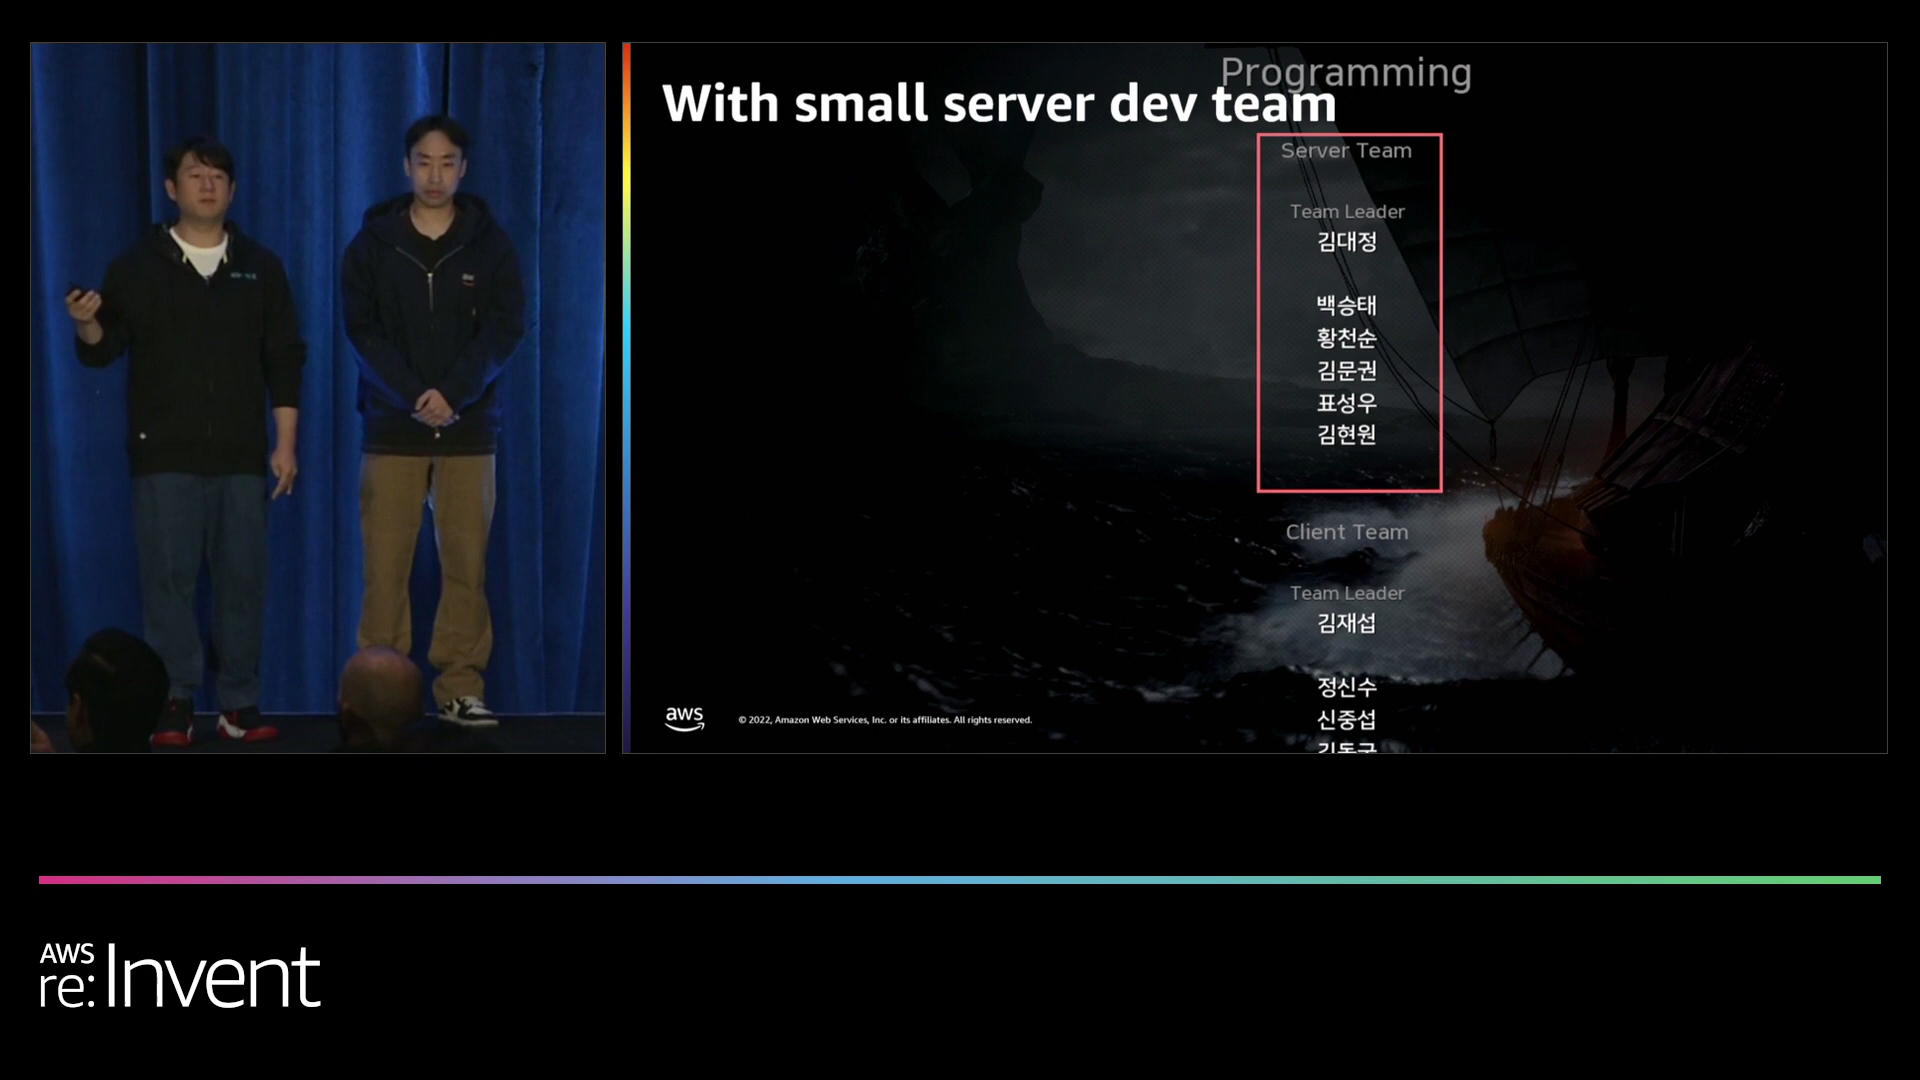 Programming
With small server dev team
Server Team
Team Leader
김대정
백승태
황천순
김문권
표성우
김현원
Client Team
Team Leader
김재섭
정신수
신중섭
aws
© 2022, Amazon Web Services, Inc. or its affiliates. All rights reserved.
AWS
re:Invent